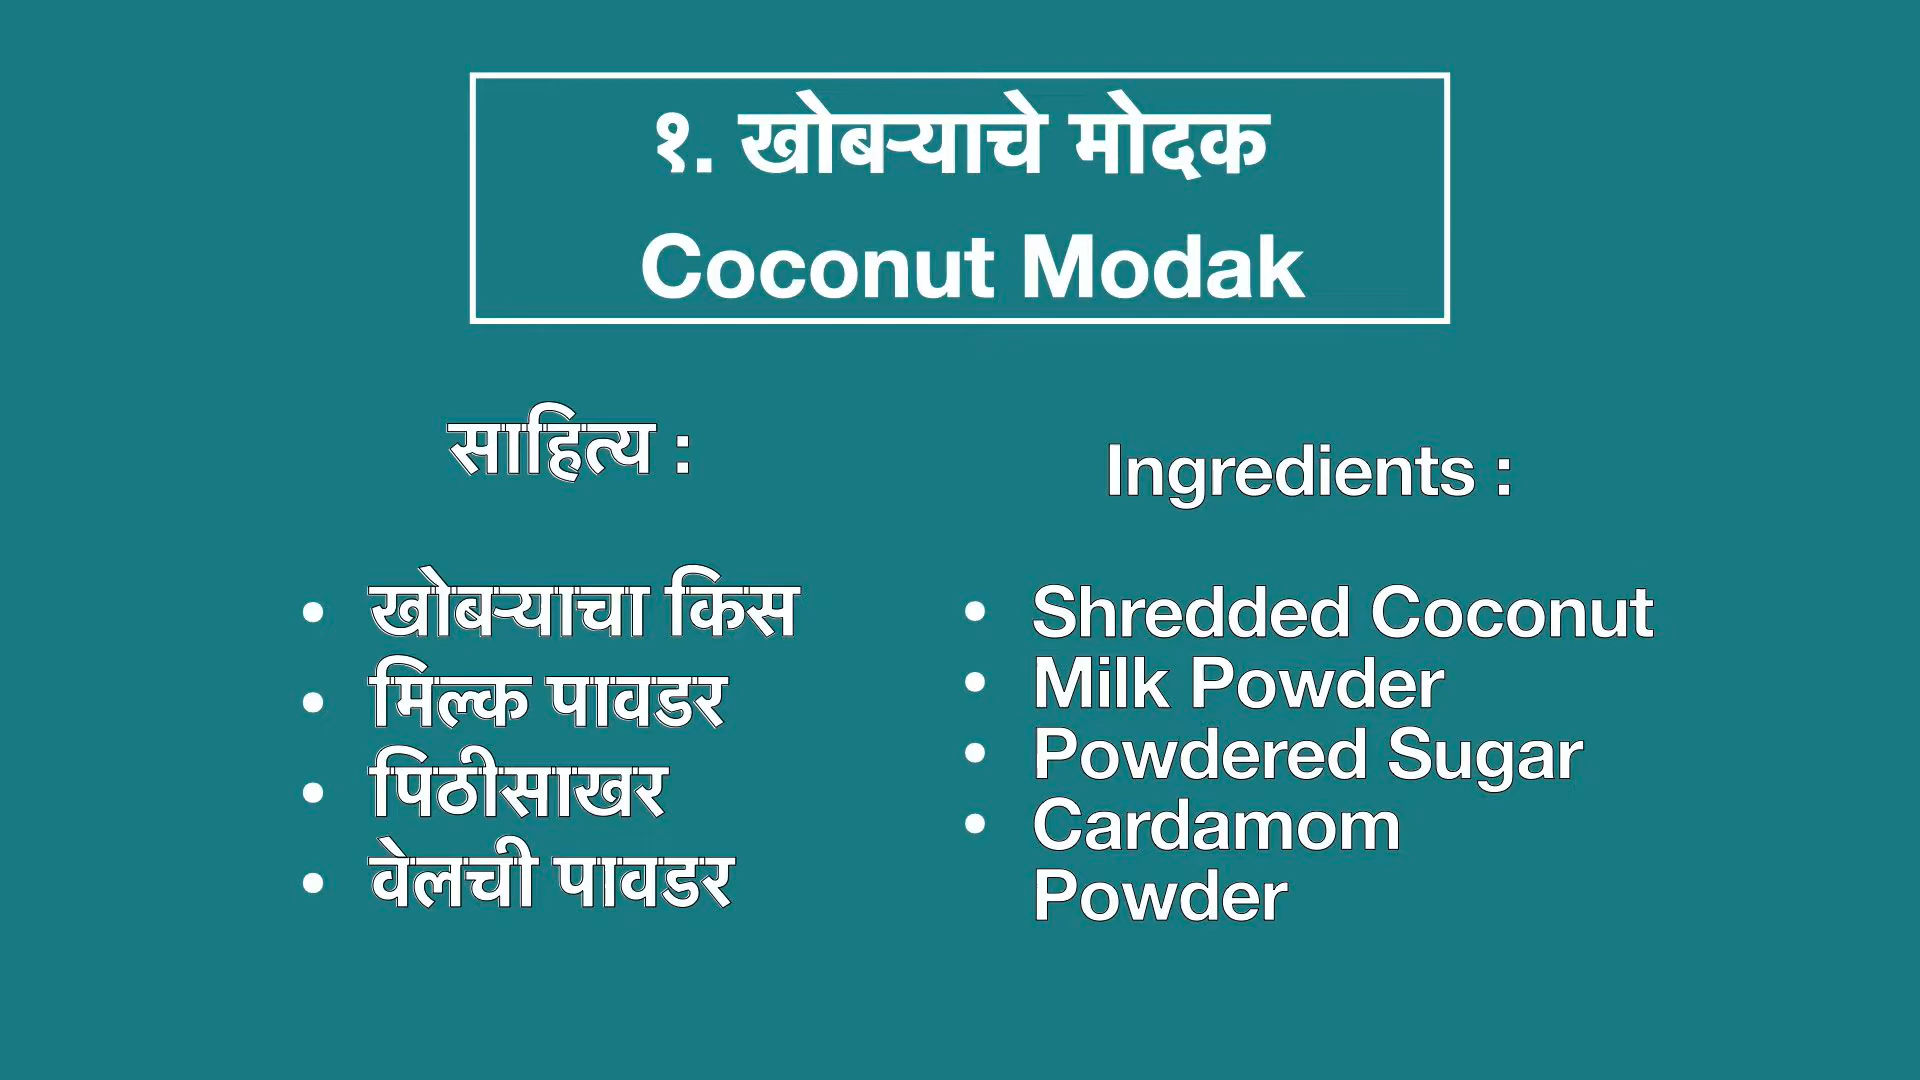 १. खोबऱ्याचे मोदक
Coconut Modak
साहित्य :
• खोबऱ्याचा किस
• मिल्क पावडर
• पिठीसाखर
• वेलची पावडर
Ingredients :
• Shredded Coconut
• Milk Powder
• Powdered Sugar
• Cardamom
Powder